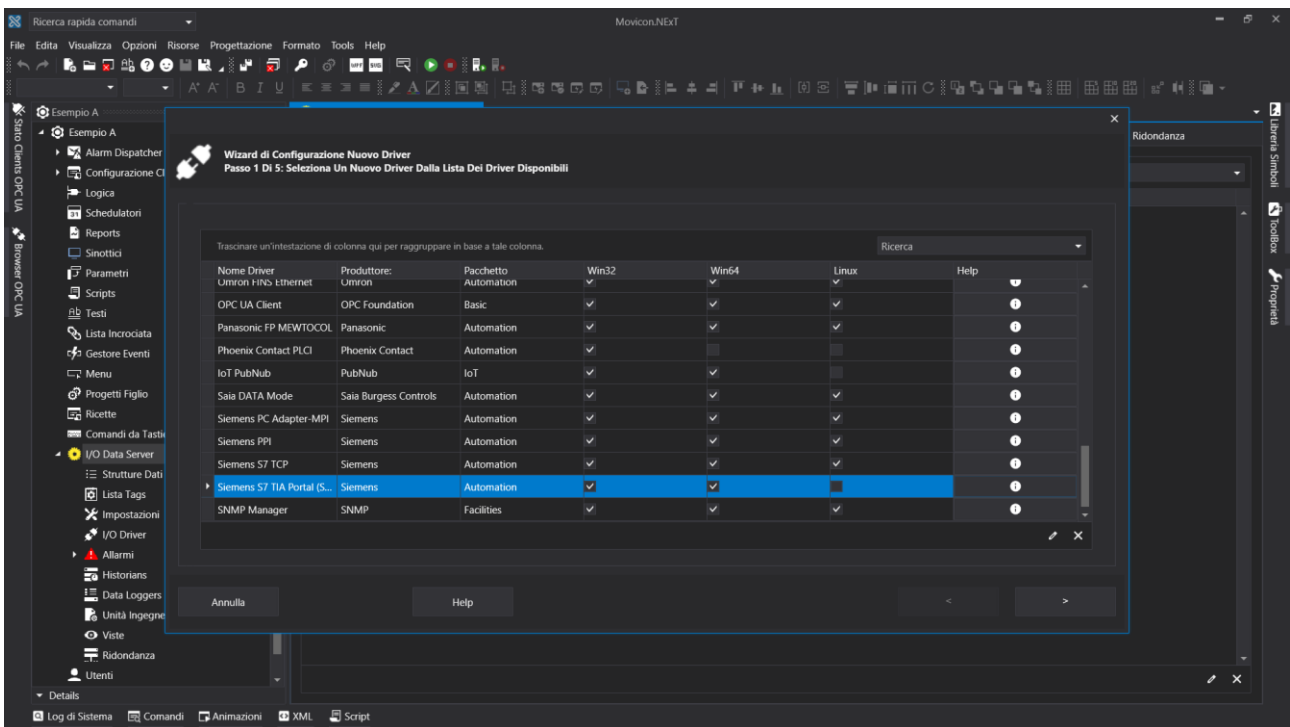 Ricerca rapida comandi
Movicon.NExT
File Edita Visualizza Opzioni Risorse Progettazione Formato Tools Help
Stato Clients OPC UA
Browser OPC UA
Esempio A
Esempio A
Alarm Dispatcher
Configurazione Cl
Logica
31 Schedulatori
Reports
Sinottici
Parametri
Scripts
Testi
Lista Incrociata
Gestore Eventi
Menu
Progetti Figlio
Ricette
Comandi da Tastie
I/O Data Server
Strutture Dati
Lista Tags
Impostazioni
I/O Driver
Allarmi
Historians
Data Loggers
Unità Ingegne
Viste
Ridondanza
Utenti
Details
Wizard di Configurazione Nuovo Driver
Passo 1 Di 5: Seleziona Un Nuovo Driver Dalla Lista Dei Driver Disponibili
Trascinare un'intestazione di colonna qui per raggruppare in base a tale colonna.
Ricerca
Nome Driver Produttore: Pacchetto Win32 Win64 Linux Help
Omron FINS Ethernet Omron Automation
OPC UA Client OPC Foundation Basic
Panasonic FP MEWTOCOL Panasonic Automation
Phoenix Contact PLCI Phoenix Contact Automation
IoT PubNub PubNub IoT
Saia DATA Mode Saia Burgess Controls Automation
Siemens PC Adapter-MPI Siemens Automation
Siemens PPI Siemens Automation
Siemens S7 TCP Siemens Automation
Siemens S7 TIA Portal (S... Siemens Automation
SNMP Manager SNMP Facilities
Annulla Help < >
Ridondanza
Libreria Simboli
ToolBox
Proprietà
Log di Sistema Comandi Animazioni XML Script